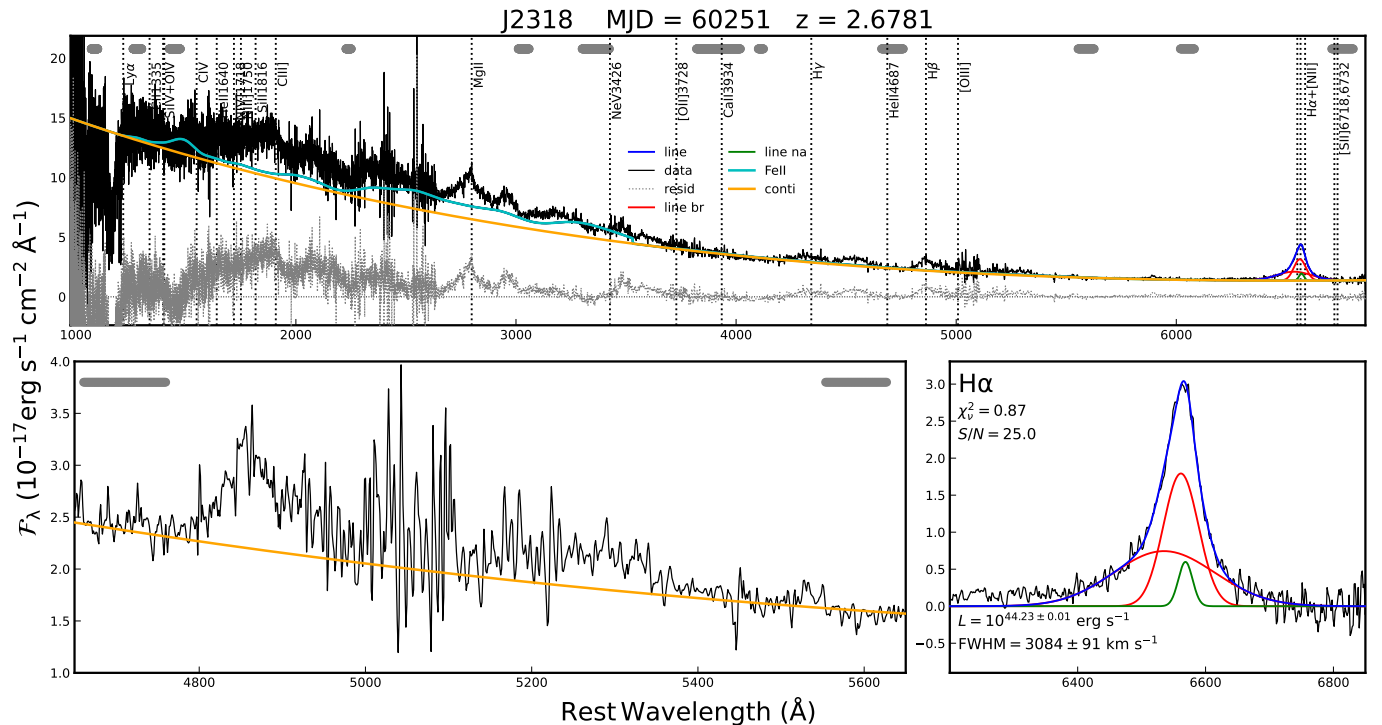 J2318 MJD = 60251 z = 2.6781
20
15
10
5
0
Lyα
SiIV+OIV
CIV
SiII1816
CIII]
MgII
NeV3426
[OII]3728
CaII3934
Hγ
HeII4687
Hβ
[OIII]
Hα+[NII]
[SII]6718,6732
line
data
resid
line br
line na
FeII
conti
1000 2000 3000 4000 5000 6000
4.0
3.5
3.0
2.5
2.0
1.5
1.0
4800 5000 5200 5400 5600
Hα
χ²ᵥ = 0.87
S/N = 25.0
L = 10^44.23 ± 0.01 erg s⁻¹
FWHM = 3084 ± 91 km s⁻¹
3.0
2.5
2.0
1.5
1.0
0.5
0.0
−0.5
6400 6600 6800
Rest Wavelength (Å)
ℱλ (10⁻¹⁷erg s⁻¹ cm⁻² Å⁻¹)